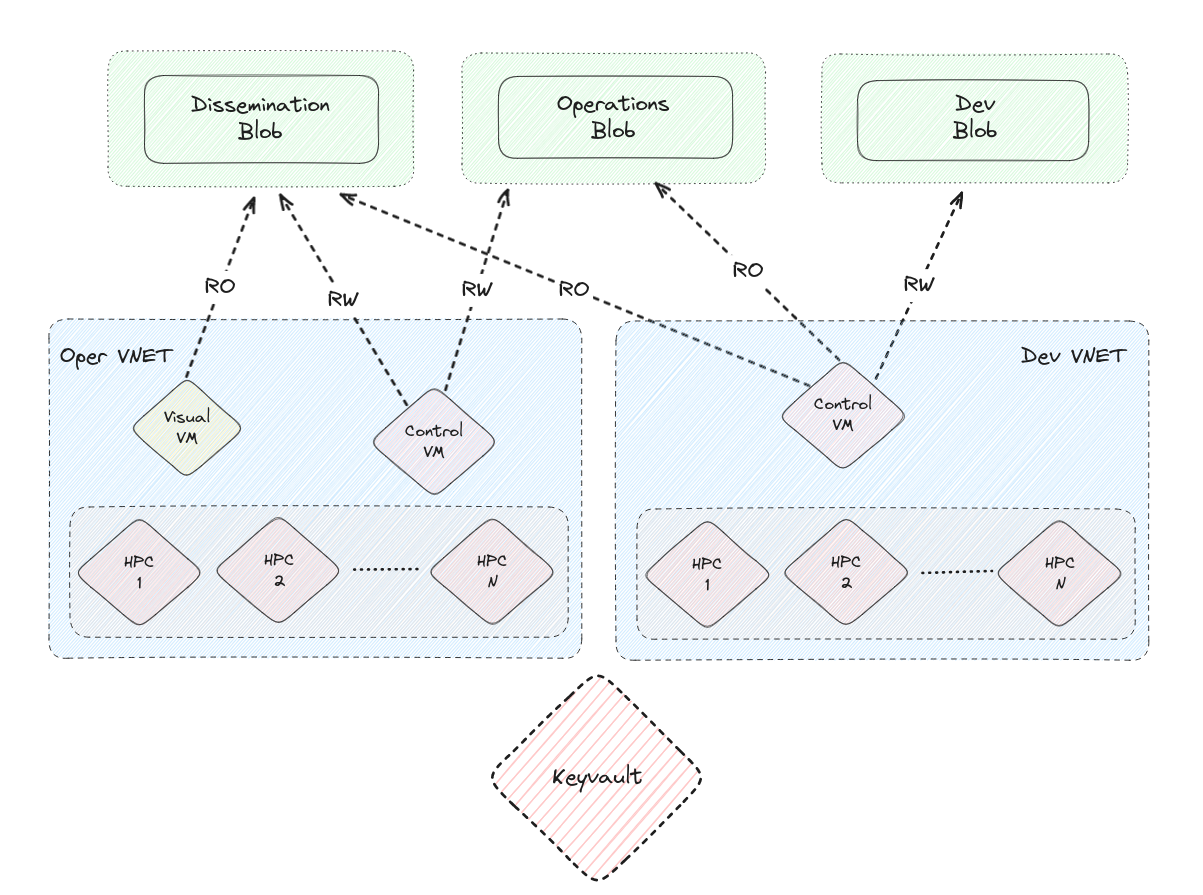 Dissemination
Blob
Operations
Blob
Dev
Blob
RO
RW
RW
RO
RO
RW
Oper VNET
Dev VNET
Visual
VM
Control
VM
Control
VM
HPC
1
HPC
2
HPC
N
HPC
1
HPC
2
HPC
N
Keyvault